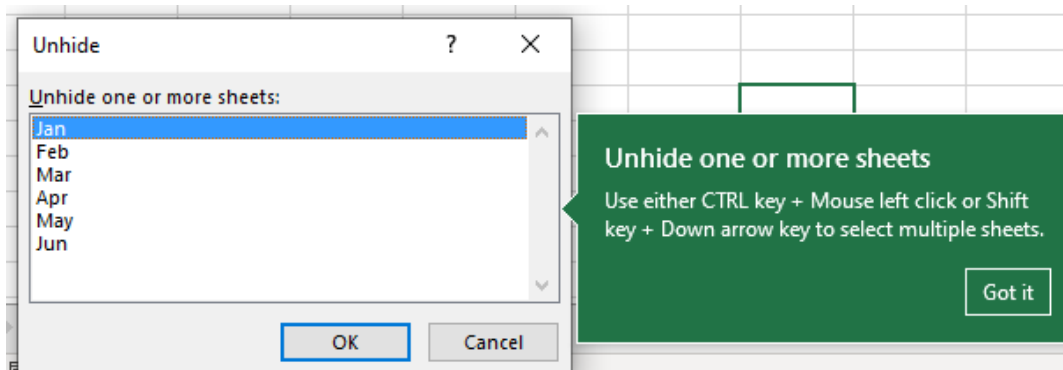 Unhide ?
Unhide one or more sheets:
Jan
Feb
Mar
Apr
May
Jun
OK Cancel
Unhide one or more sheets
Use either CTRL key + Mouse left click or Shift
key + Down arrow key to select multiple sheets.
Got it